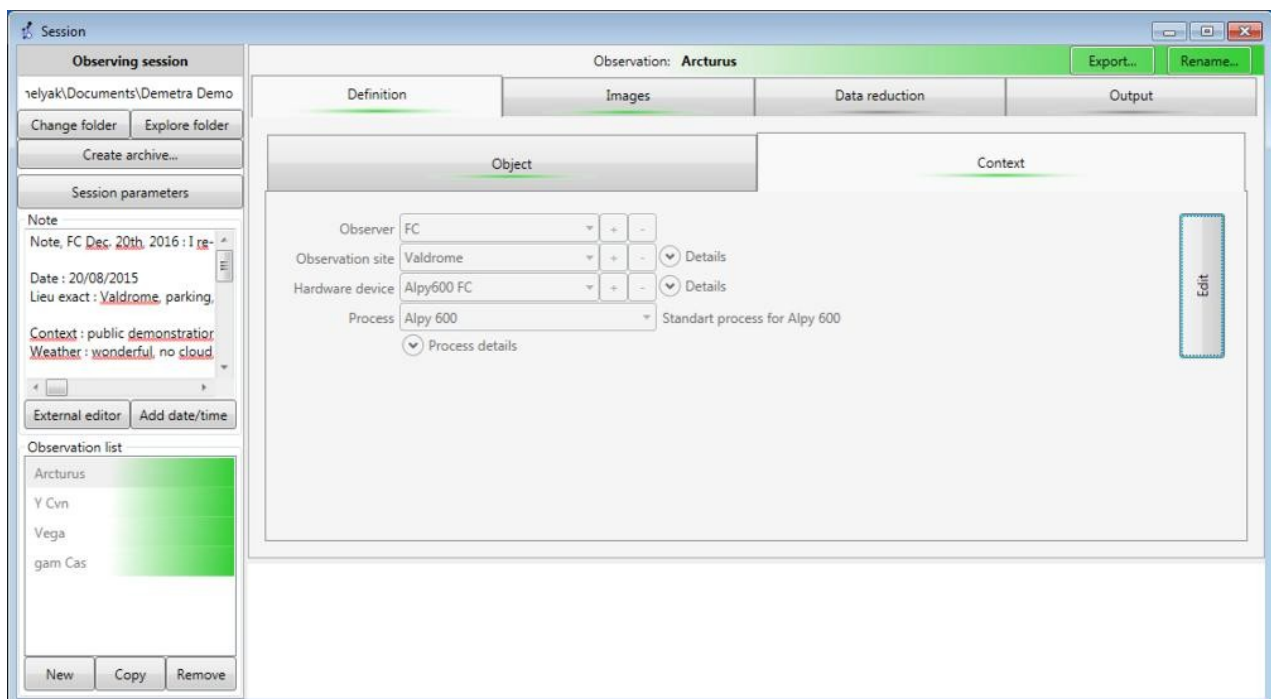 Session
Observing session
Observation: Arcturus
Export...
Rename...
nelyak\Documents\Demetra Demo
Change folder
Explore folder
Create archive...
Session parameters
Note
Note, FC Dec. 20th, 2016 : I re-
Date : 20/08/2015
Lieu exact : Valdrome, parking,
Context : public demonstration
Weather : wonderful, no cloud
External editor
Add date/time
Observation list
Arcturus
Y Cvn
Vega
gam Cas
New
Copy
Remove
Definition
Images
Data reduction
Output
Object
Context
Observer FC + -
Observation site Valdrome + - Details
Hardware device Alpy600 FC + - Details
Process Alpy 600 Standart process for Alpy 600
Process details
Edit